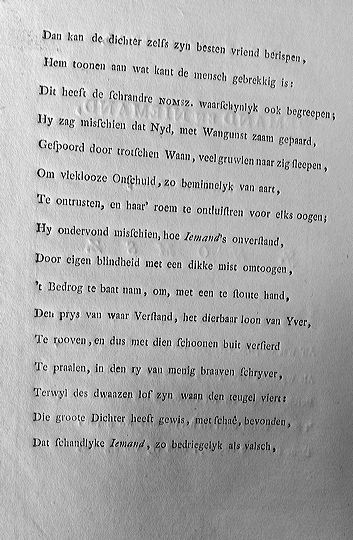 Dan kan de dichter zelfs zyn besten vriend berispen,
Hem toonen aan wat kant de mensch gebrekkig is:
Dit heeft de ſchrandre NOMSZ. waarſchynlyk ook begreepen;
Hy zag misſchien dat Nyd, met Wangunst zaam gepaard,
Geſpoord door trotſchen Waan, veel gruwlen naar zig ſleepen,
Om vleklooze Onſchuld, zo beminnelyk van aart,
Te ontrusten, en haar' roem te ontluiſtren voor elks oogen;
Hy ondervond misſchien, hoe Iemand's onverſtand,
Door eigen blindheid met een dikke mist omtoogen,
't Bedrog te baat nam, om, met een te ſtoute hand,
Den prys van waar Verſtand, het dierbaar loon van Yver,
Te rooven, en dus met dien ſchoonen buit verſierd
Te praalen, in den ry van menig braaven ſchryver,
Terwyl des dwaazen lof zyn waan den teugel viert:
Die groote Dichter heeft gewis, met ſchaê, bevonden,
Dat ſchandlyke Iemand, zo bedriegelyk als valsch,